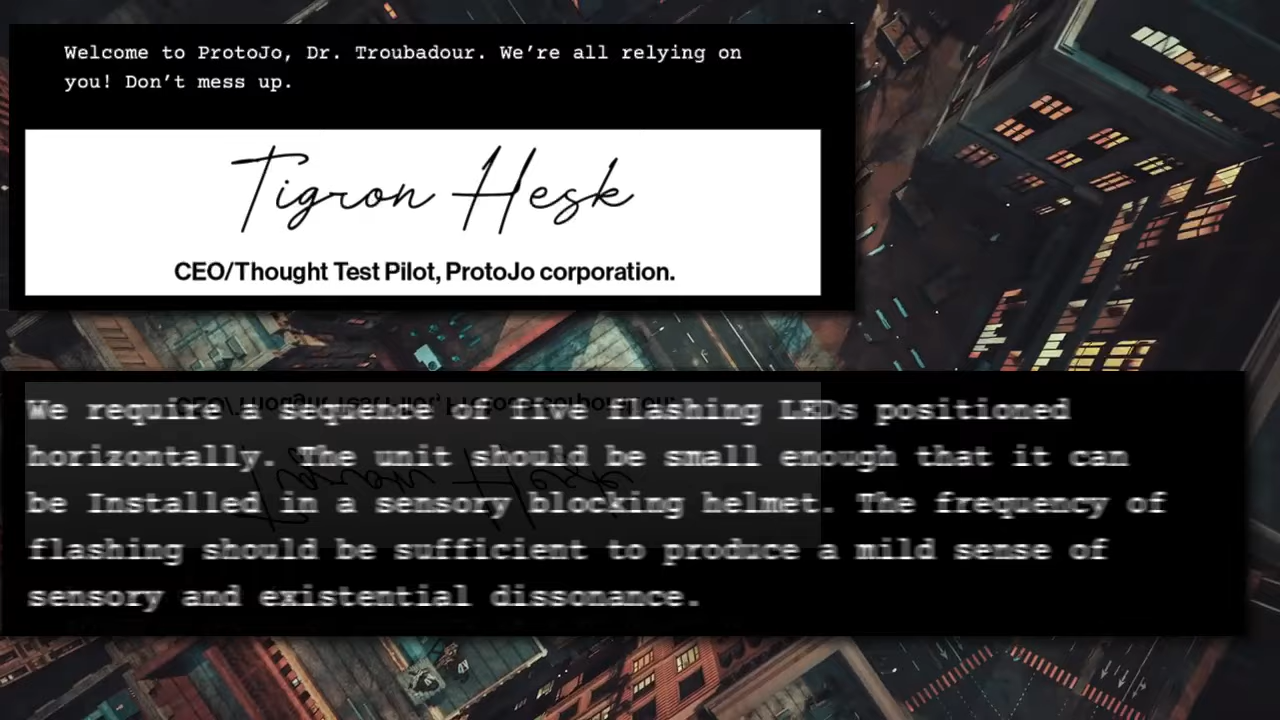 Welcome to ProtoJo, Dr. Troubadour. We’re all relying on
you! Don’t mess up.
Tigron Hesk
CEO/Thought Test Pilot, ProtoJo corporation.
We require a sequence of five flashing LEDs positioned
horizontally. The unit should be small enough that it can
be Installed in a sensory blocking helmet. The frequency of
flashing should be sufficient to produce a mild sense of
sensory and existential dissonance.